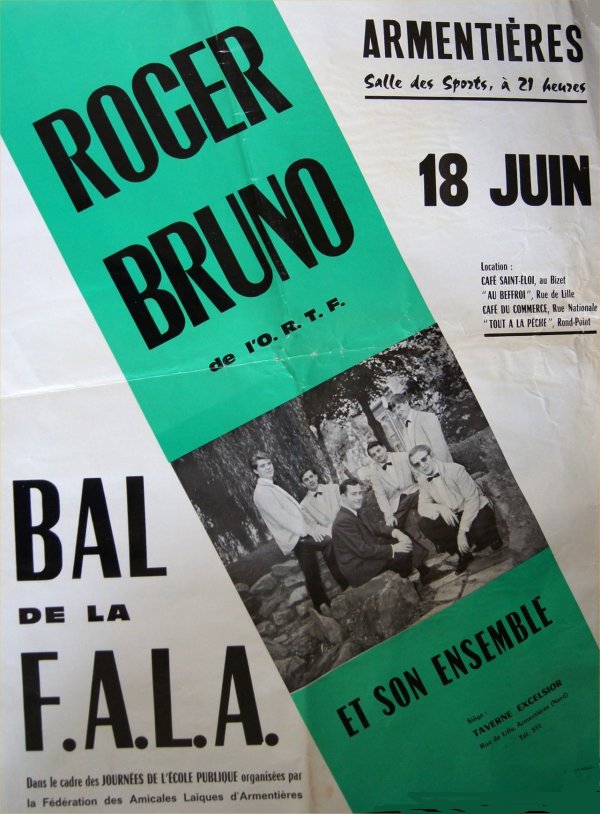 ROGER
BRUNO
de l'O. R. T. F.
ARMENTIÈRES
Salle des Sports, à 21 heures
18 JUIN
Location :
CAFÉ SAINT-ÉLOI, au Bizet
"AU BEFFROI", Rue de Lille
CAFÉ DU COMMERCE, Rue Nationale
"TOUT A LA PÊCHE", Rond-Point
BAL
DE LA
F.A.L.A.
Dans le cadre des JOURNÉES DE L'ÉCOLE PUBLIQUE organisées par
la Fédération des Amicales Laïques d'Armentières
ET SON ENSEMBLE
Siège :
TAVERNE EXCELSIOR
Rue de Lille, Armentières (Nord)
Tél. 531